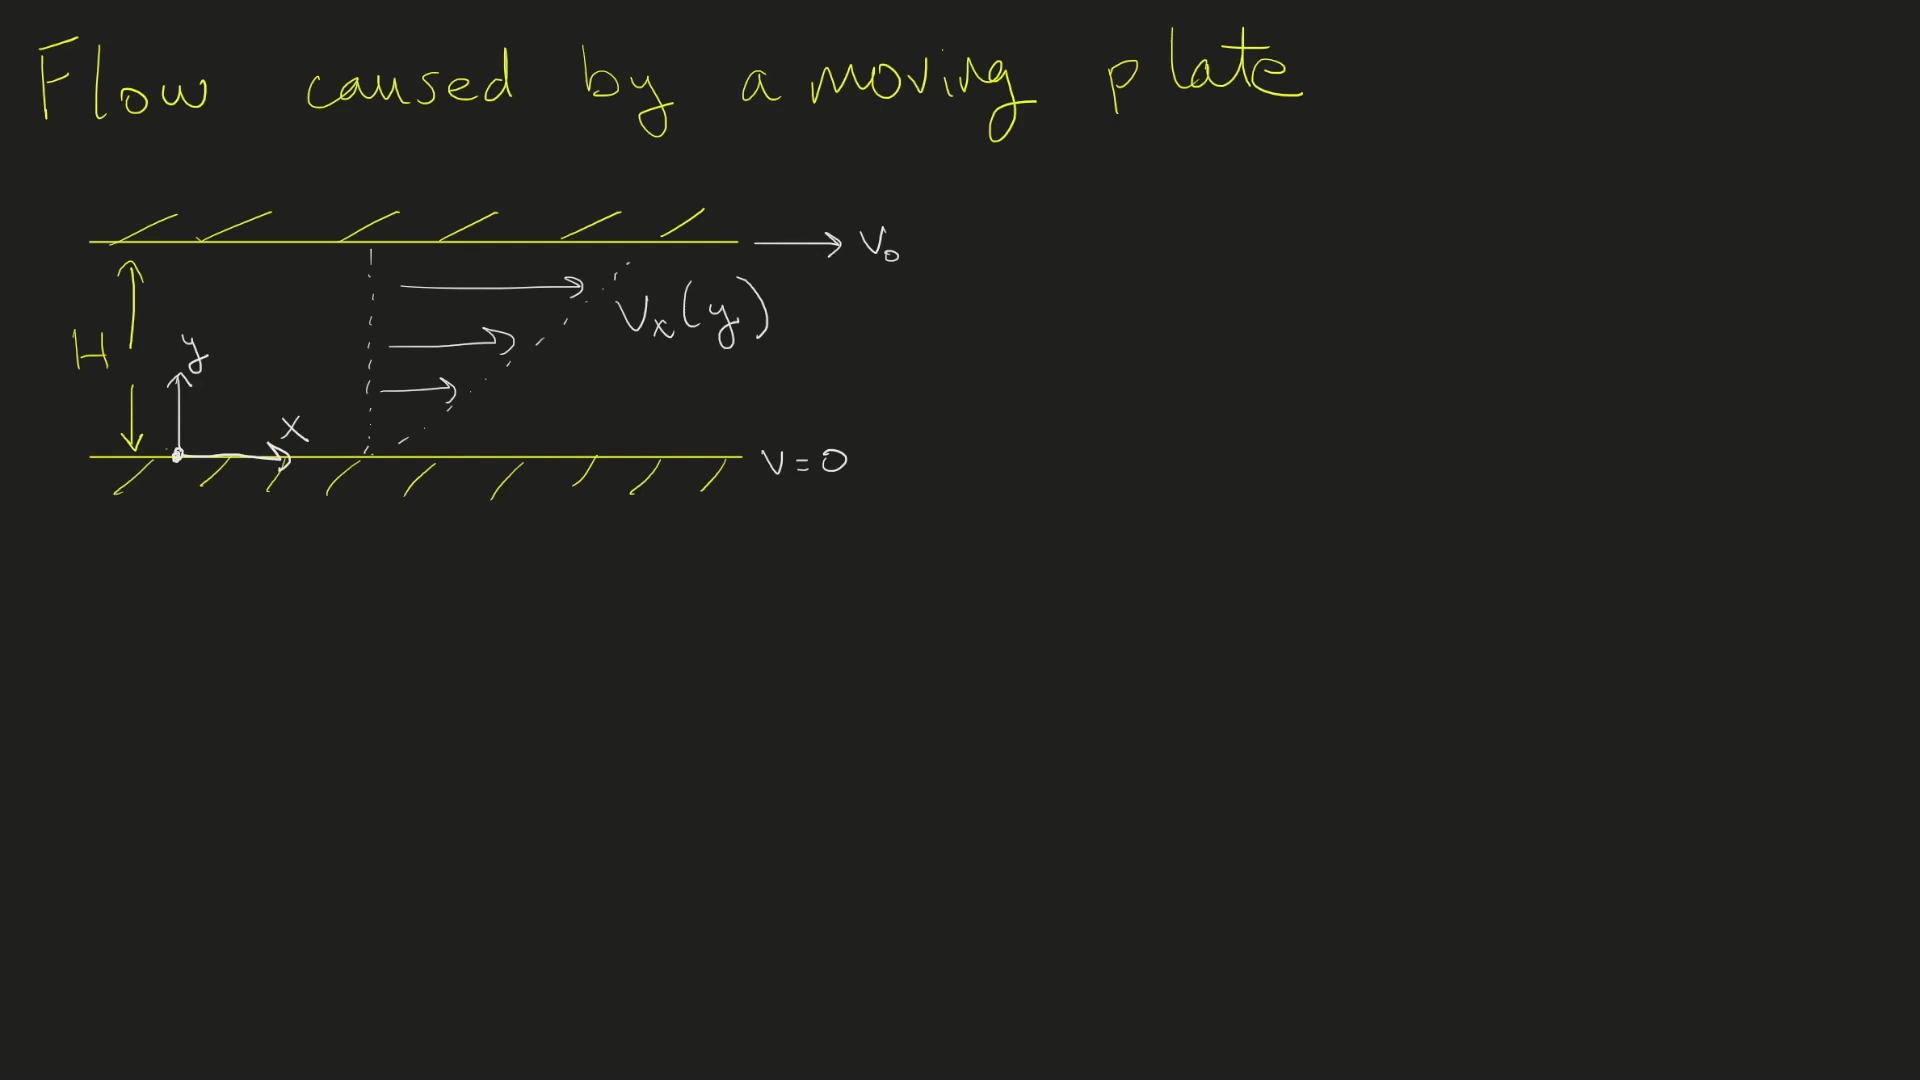 Flow caused by a moving plate
V₀
Vₓ(y)
H
y
x
V=0